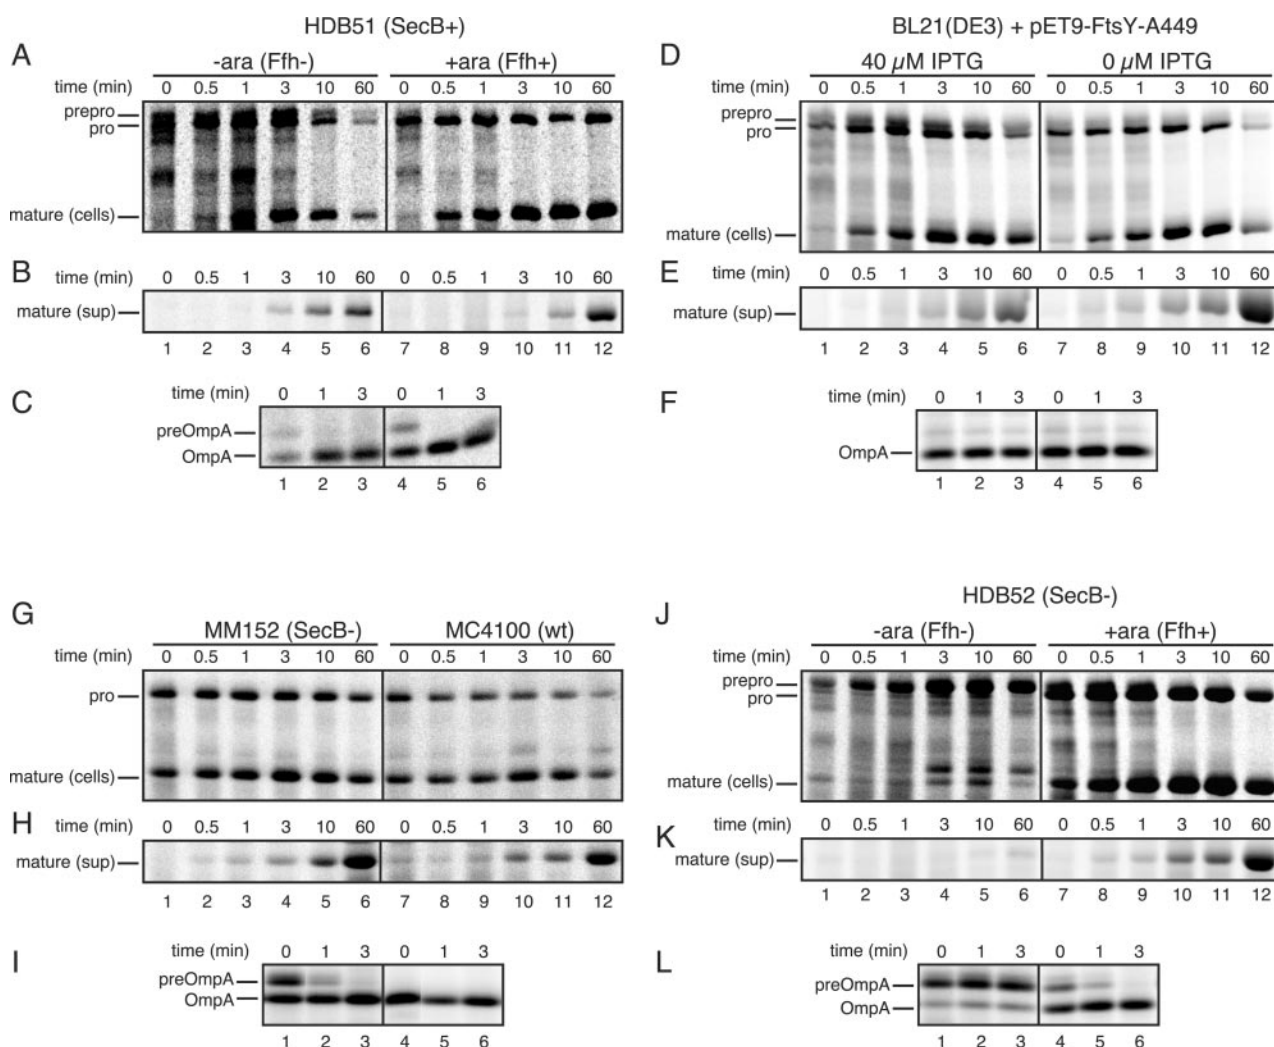 HDB51 (SecB+)
A
-ara (Ffh-) +ara (Ffh+)
time (min) 0 0.5 1 3 10 60 0 0.5 1 3 10 60
prepro
pro
mature (cells)
B
time (min) 0 0.5 1 3 10 60 0 0.5 1 3 10 60
mature (sup)
1 2 3 4 5 6 7 8 9 10 11 12
C
time (min) 0 1 3 0 1 3
preOmpA
OmpA
1 2 3 4 5 6
BL21(DE3) + pET9-FtsY-A449
D
40 µM IPTG 0 µM IPTG
time (min) 0 0.5 1 3 10 60 0 0.5 1 3 10 60
prepro
pro
mature (cells)
E
time (min) 0 0.5 1 3 10 60 0 0.5 1 3 10 60
mature (sup)
1 2 3 4 5 6 7 8 9 10 11 12
F
time (min) 0 1 3 0 1 3
OmpA
1 2 3 4 5 6
G
MM152 (SecB-) MC4100 (wt)
time (min) 0 0.5 1 3 10 60 0 0.5 1 3 10 60
pro
mature (cells)
H
time (min) 0 0.5 1 3 10 60 0 0.5 1 3 10 60
mature (sup)
1 2 3 4 5 6 7 8 9 10 11 12
I
time (min) 0 1 3 0 1 3
preOmpA
OmpA
1 2 3 4 5 6
HDB52 (SecB-)
J
-ara (Ffh-) +ara (Ffh+)
time (min) 0 0.5 1 3 10 60 0 0.5 1 3 10 60
prepro
pro
mature (cells)
K
time (min) 0 0.5 1 3 10 60 0 0.5 1 3 10 60
mature (sup)
1 2 3 4 5 6 7 8 9 10 11 12
L
time (min) 0 1 3 0 1 3
preOmpA
OmpA
1 2 3 4 5 6